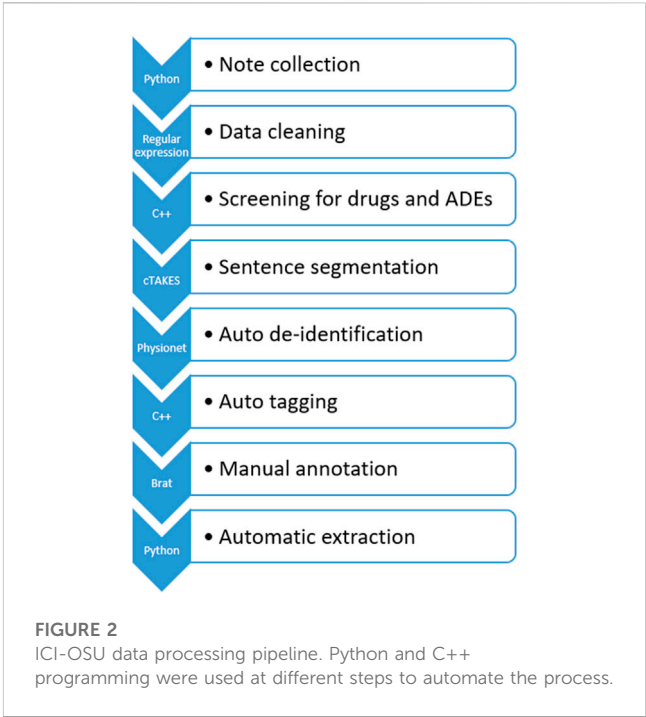 Python
• Note collection
Regular
expression
• Data cleaning
C++
• Screening for drugs and ADEs
cTAKES
• Sentence segmentation
Physionet
• Auto de-identification
C++
• Auto tagging
Brat
• Manual annotation
Python
• Automatic extraction
FIGURE 2
ICI-OSU data processing pipeline. Python and C++
programming were used at different steps to automate the process.